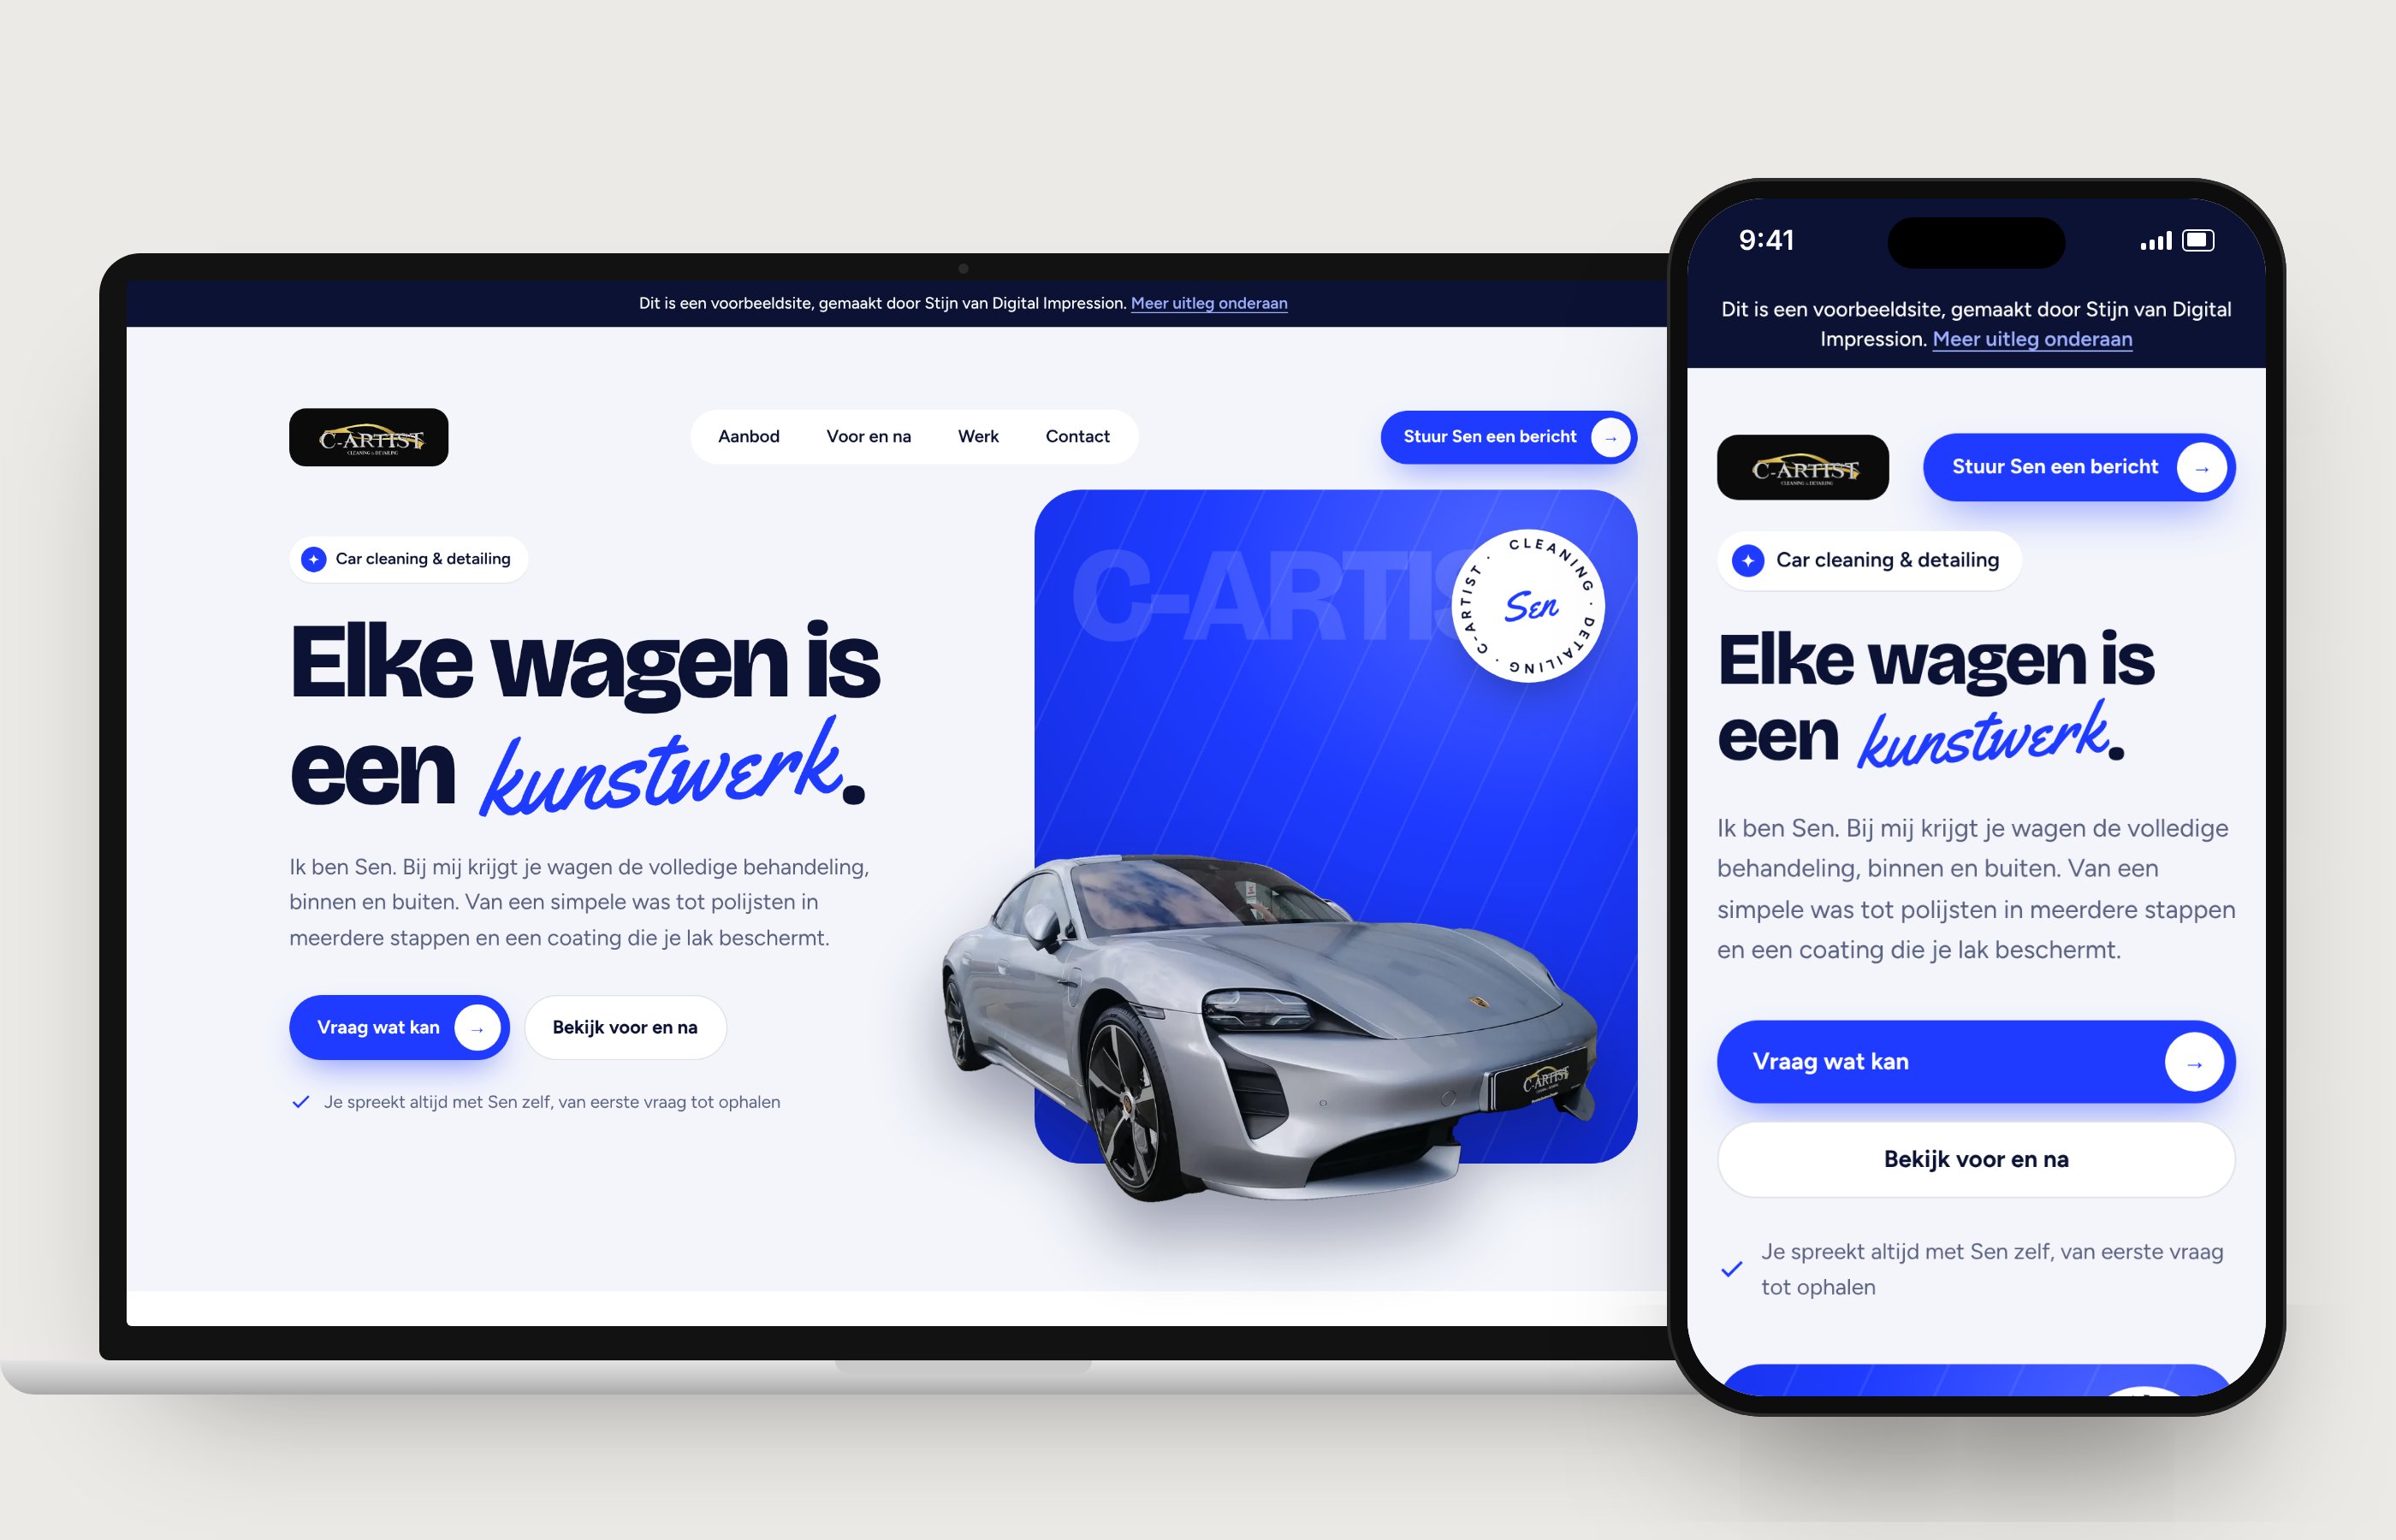 Dit is een voorbeeldsite, gemaakt door Stijn van Digital Impression. Meer uitleg onderaan
C-ARTIST
CLEANING & DETAILING
Aanbod
Voor en na
Werk
Contact
Stuur Sen een bericht →
Car cleaning & detailing
Elke wagen is
een kunstwerk.
Ik ben Sen. Bij mij krijgt je wagen de volledige behandeling,
binnen en buiten. Van een simpele was tot polijsten in
meerdere stappen en een coating die je lak beschermt.
Vraag wat kan →
Bekijk voor en na
Je spreekt altijd met Sen zelf, van eerste vraag tot ophalen
C-ARTIS
CLEANING · DETAILING · C-ARTIST ·
Sen
C-ARTIST
9:41
Dit is een voorbeeldsite, gemaakt door Stijn van Digital
Impression. Meer uitleg onderaan
C-ARTIST
CLEANING & DETAILING
Stuur Sen een bericht →
Car cleaning & detailing
Elke wagen is
een kunstwerk.
Ik ben Sen. Bij mij krijgt je wagen de volledige
behandeling, binnen en buiten. Van een
simpele was tot polijsten in meerdere stappen
en een coating die je lak beschermt.
Vraag wat kan →
Bekijk voor en na
Je spreekt altijd met Sen zelf, van eerste vraag
tot ophalen